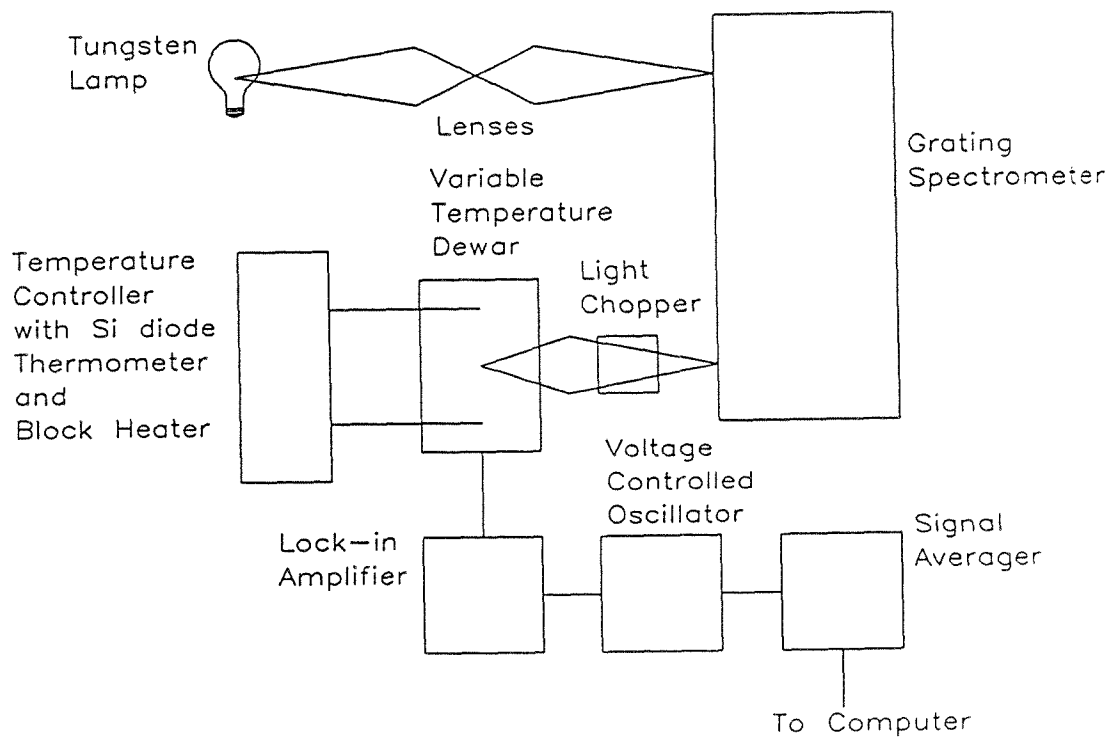 Tungsten
Lamp
Lenses
Grating
Spectrometer
Variable
Temperature
Dewar
Light
Chopper
Temperature
Controller
with Si diode
Thermometer
and
Block Heater
Voltage
Controlled
Oscillator
Lock-in
Amplifier
Signal
Averager
To Computer